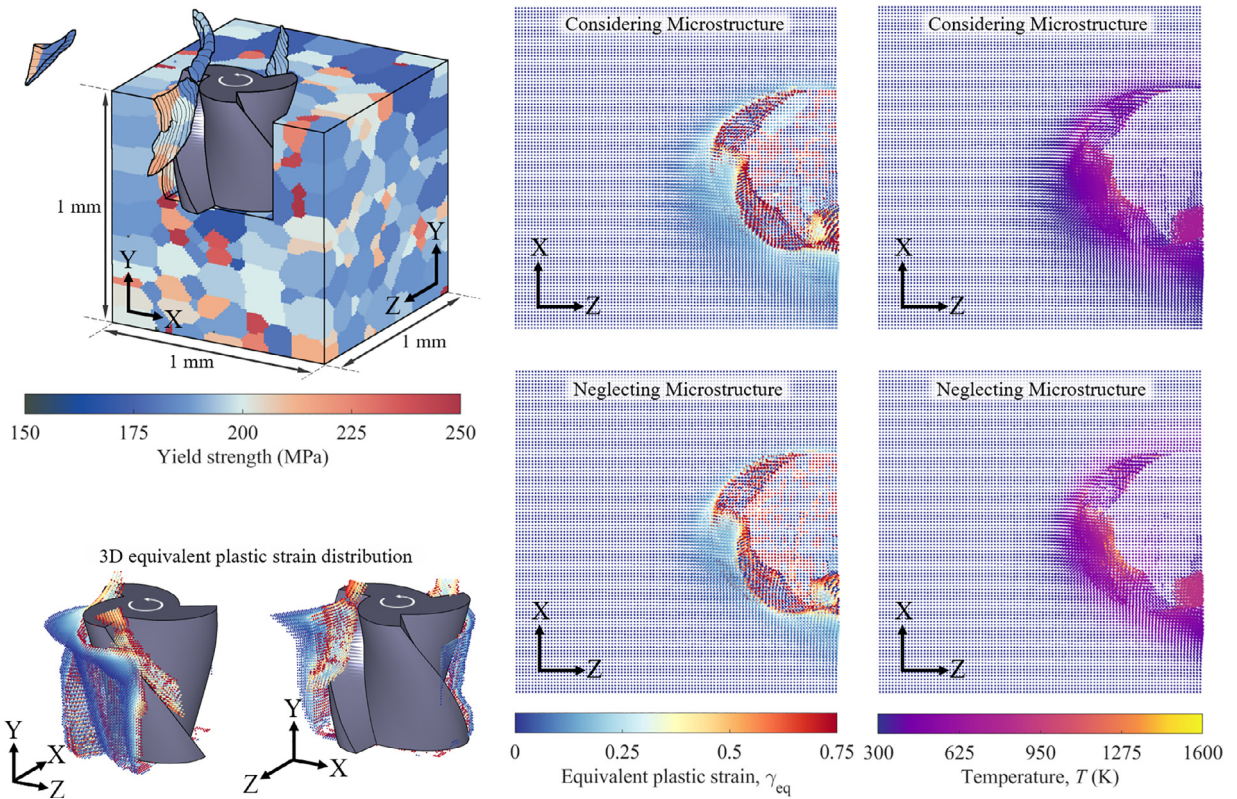 1 mm
Y
X
Y
Z
1 mm
1 mm
150 175 200 225 250
Yield strength (MPa)
3D equivalent plastic strain distribution
Y
X
Z
Y
Z
X
Considering Microstructure
X
Z
Considering Microstructure
X
Z
Neglecting Microstructure
X
Z
Neglecting Microstructure
X
Z
0 0.25 0.5 0.75
Equivalent plastic strain, γeq
300 625 950 1275 1600
Temperature, T (K)